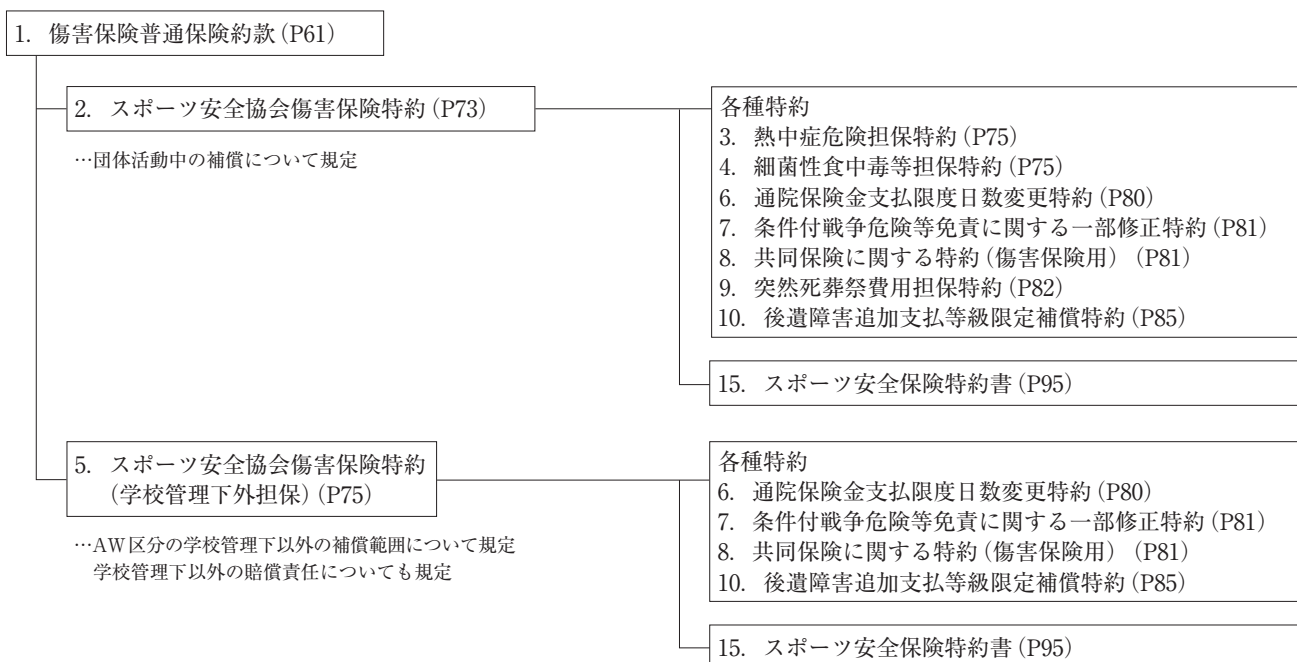 1. 傷害保険普通保険約款(P61)
2. スポーツ安全協会傷害保険特約(P73)
…団体活動中の補償について規定
各種特約
3. 熱中症危険担保特約(P75)
4. 細菌性食中毒等担保特約(P75)
6. 通院保険金支払限度日数変更特約(P80)
7. 条件付戦争危険等免責に関する一部修正特約(P81)
8. 共同保険に関する特約(傷害保険用) (P81)
9. 突然死葬祭費用担保特約(P82)
10. 後遺障害追加支払等級限定補償特約(P85)
15. スポーツ安全保険特約書(P95)
5. スポーツ安全協会傷害保険特約
(学校管理下外担保)(P75)
…AW区分の学校管理下以外の補償範囲について規定
学校管理下以外の賠償責任についても規定
各種特約
6. 通院保険金支払限度日数変更特約(P80)
7. 条件付戦争危険等免責に関する一部修正特約(P81)
8. 共同保険に関する特約(傷害保険用) (P81)
10. 後遺障害追加支払等級限定補償特約(P85)
15. スポーツ安全保険特約書(P95)